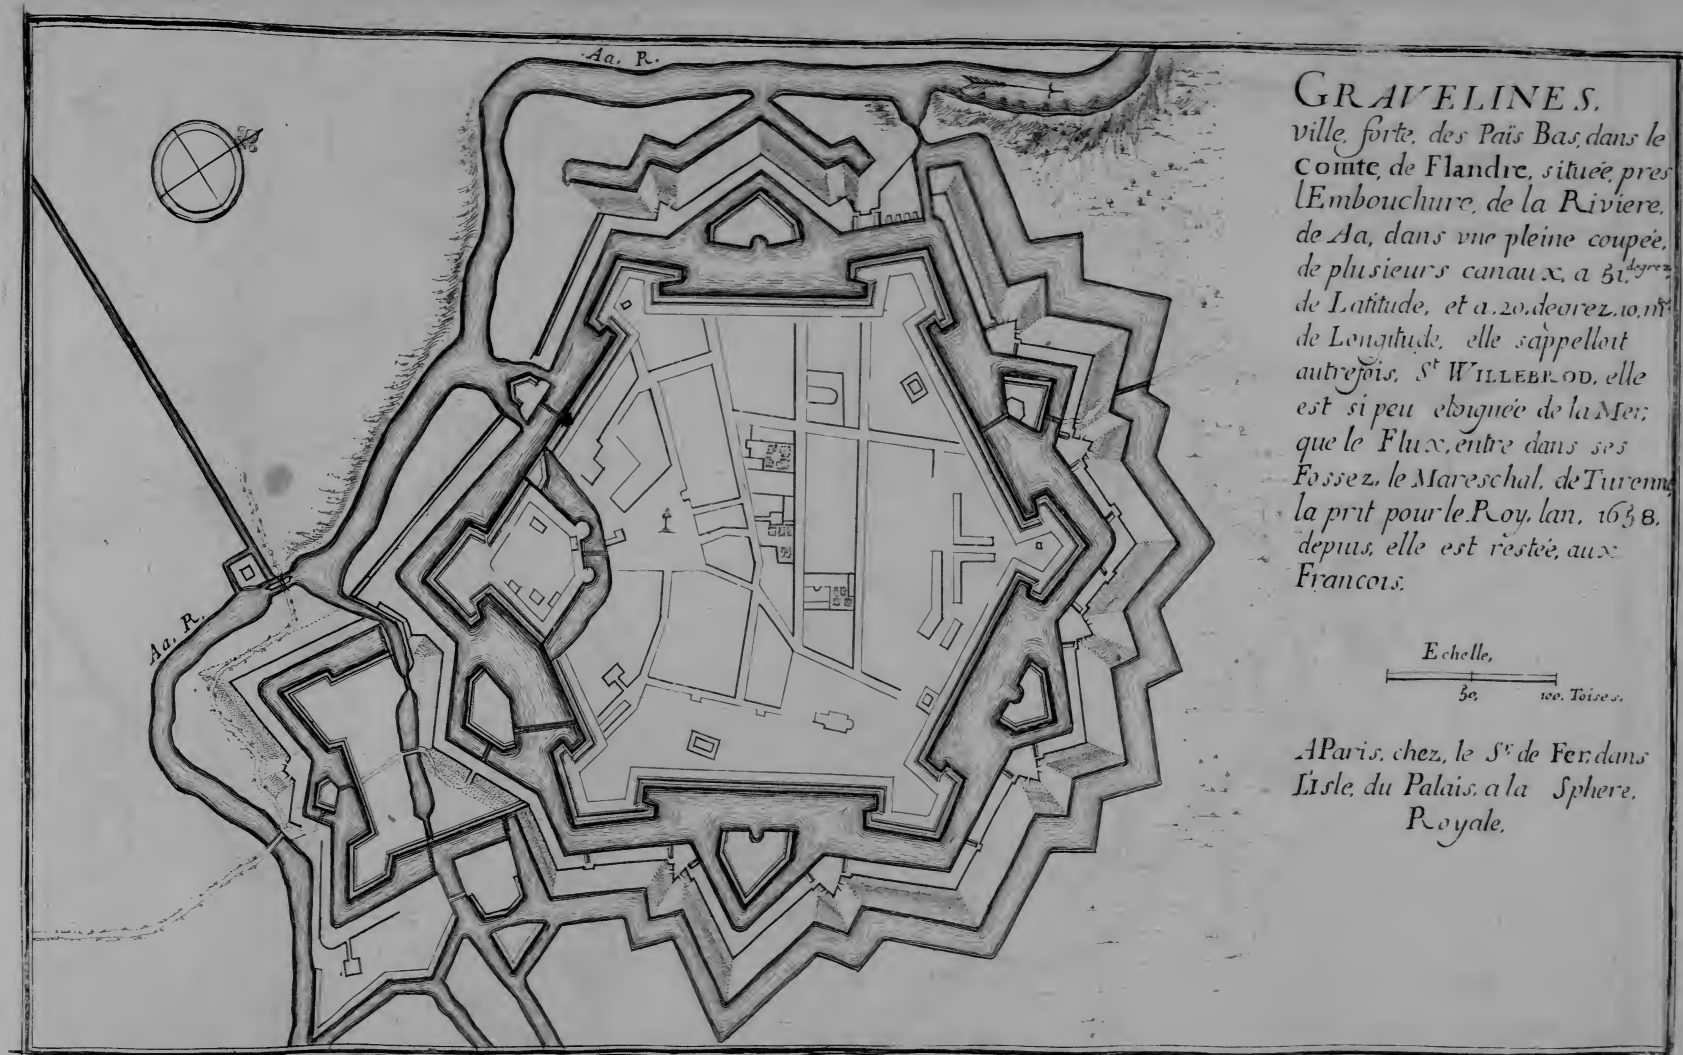 Aa. R.
Aa. R.
GRAVELINES.
ville, forte, des Païs Bas, dans le
Comte, de Flandre, située, pres
l'Embouchure, de la Riviere,
de Aa, dans vne pleine coupée,
de plusieurs canaux, a 51. degrez
de Latitude, et a .20. degrez. 10. mt.
de Longitude, elle s'appelloit
autrefois, St WILLEBROD, elle
est si peu eloignée de la Mer;
que le Flux, entre dans ses
Fossez, le Mareschal, de Turenne,
la prit pour le Roy, lan, 1658.
depuis, elle est restée, aux
Francois.
Echelle,
50, 100. Toises.
A Paris, chez, le Sr de Fer; dans
L'Isle, du Palais, a la Sphere,
Royale,